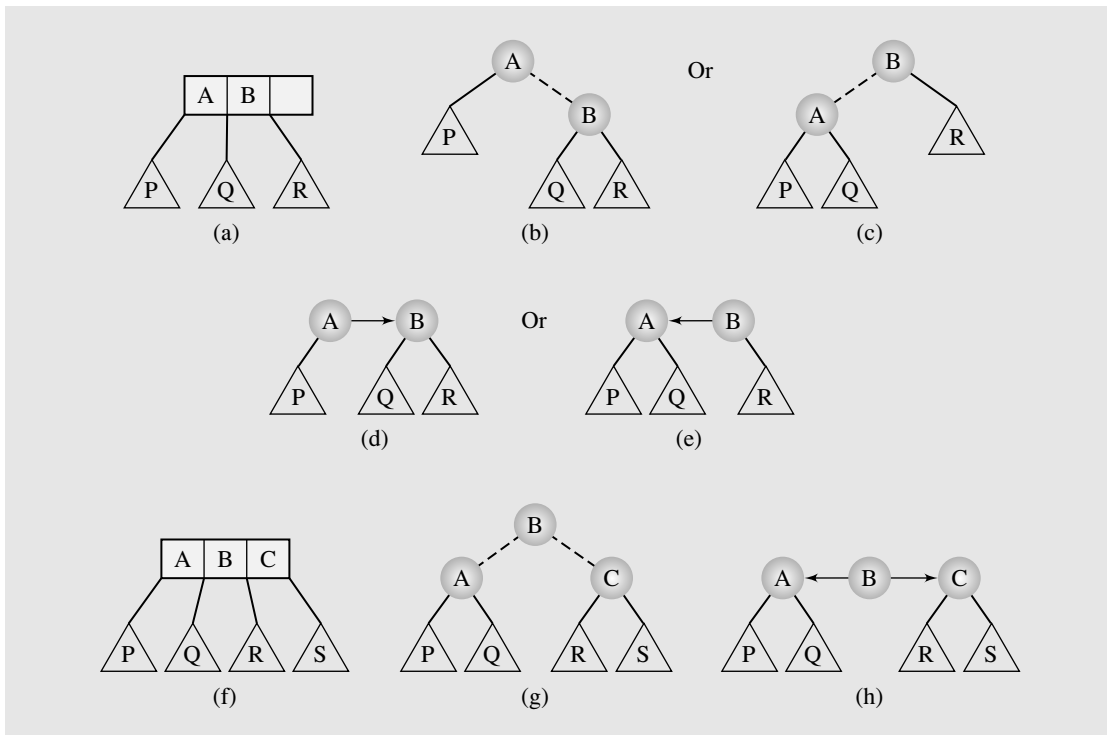 A B
P Q R
(a)
A
B
P
Q R
(b)
Or
B
A
R
P Q
(c)
A B
P Q R
(d)
Or
A B
P Q R
(e)
A B C
P Q R S
(f)
B
A C
P Q R S
(g)
A B C
P Q R S
(h)